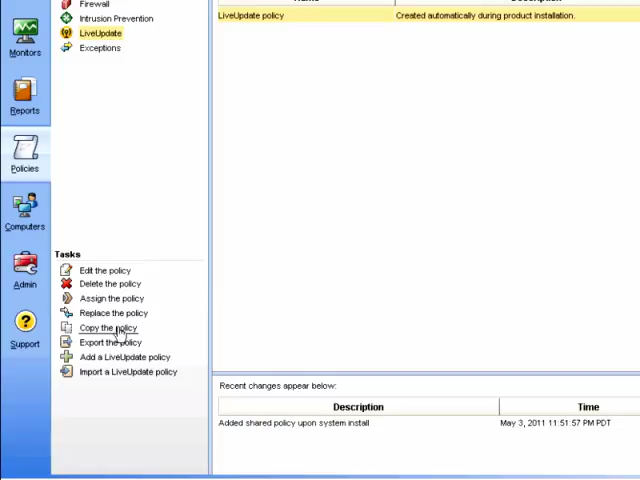 Firewall
Intrusion Prevention
LiveUpdate
Exceptions
Monitors
Reports
Policies
Computers
Admin
Support
Tasks
Edit the policy
Delete the policy
Assign the policy
Replace the policy
Copy the policy
Export the policy
Add a LiveUpdate policy
Import a LiveUpdate policy
Name Description
LiveUpdate policy Created automatically during product installation.
Recent changes appear below:
Description Time
Added shared policy upon system install May 3, 2011 11:51:57 PM PDT